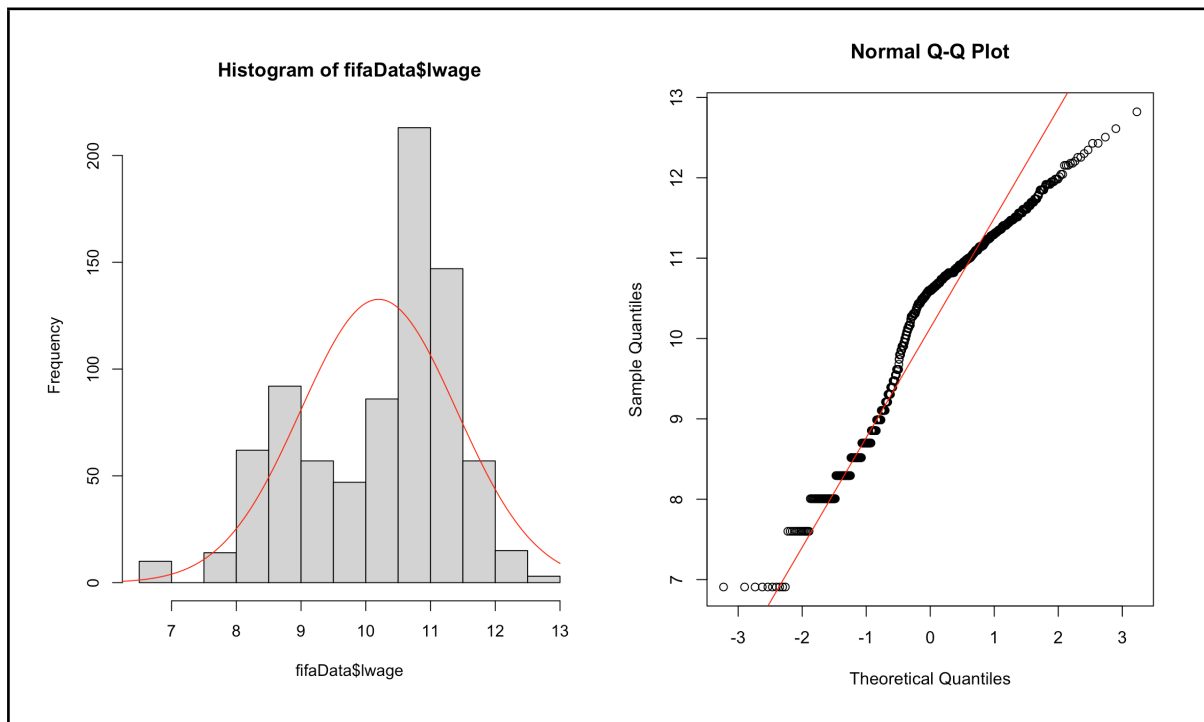 Histogram of fifaData$lwage
Frequency
0
50
100
150
200
7 8 9 10 11 12 13
fifaData$lwage
Normal Q-Q Plot
Sample Quantiles
7
8
9
10
11
12
13
-3 -2 -1 0 1 2 3
Theoretical Quantiles